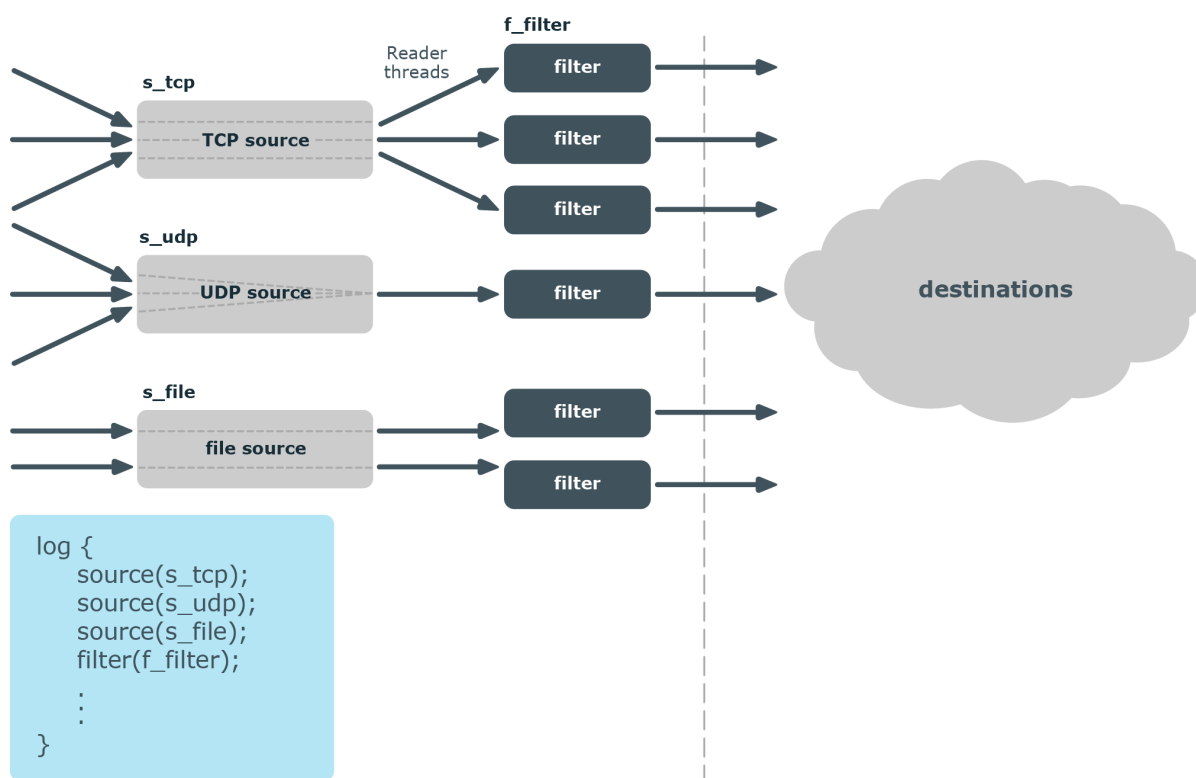 f_filter
Reader
threads
filter
s_tcp
TCP source
filter
filter
s_udp
UDP source
filter
destinations
s_file
file source
filter
filter
log {
source(s_tcp);
source(s_udp);
source(s_file);
filter(f_filter);
.
.
.
}